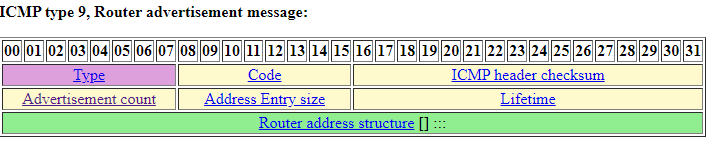 ICMP type 9, Router advertisement message:
00 01 02 03 04 05 06 07 08 09 10 11 12 13 14 15 16 17 18 19 20 21 22 23 24 25 26 27 28 29 30 31
Type Code ICMP header checksum
Advertisement count Address Entry size Lifetime
Router address structure [] :::